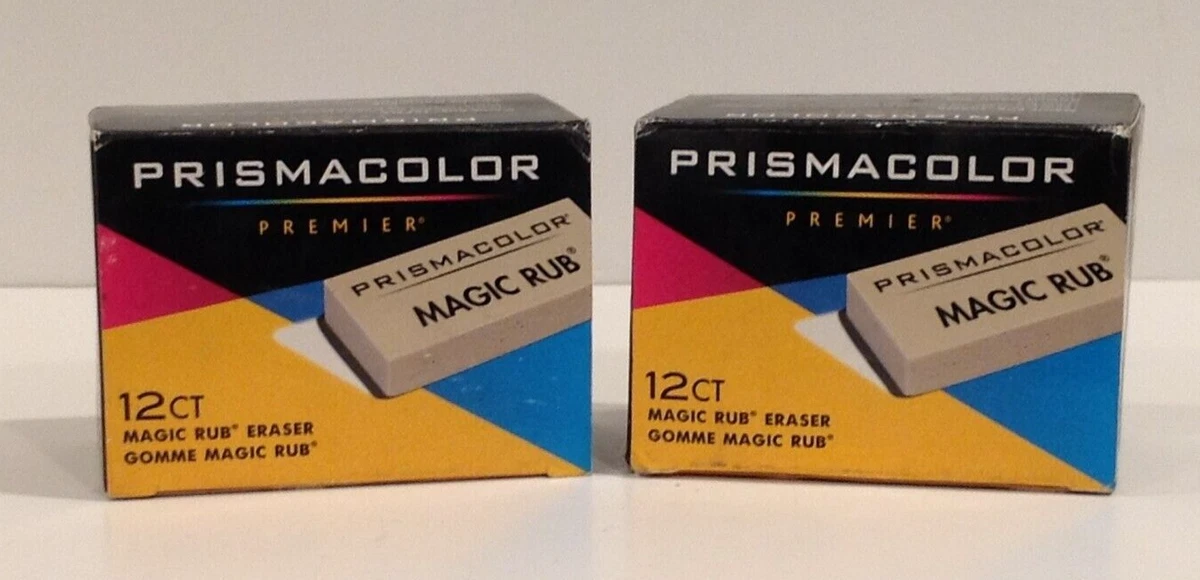 PRISMACOLOR
PREMIER®
PRISMACOLOR®
MAGIC RUB®
12CT
MAGIC RUB® ERASER
GOMME MAGIC RUB®
PRISMACOLOR
PREMIER®
PRISMACOLOR®
MAGIC RUB®
12CT
MAGIC RUB® ERASER
GOMME MAGIC RUB®